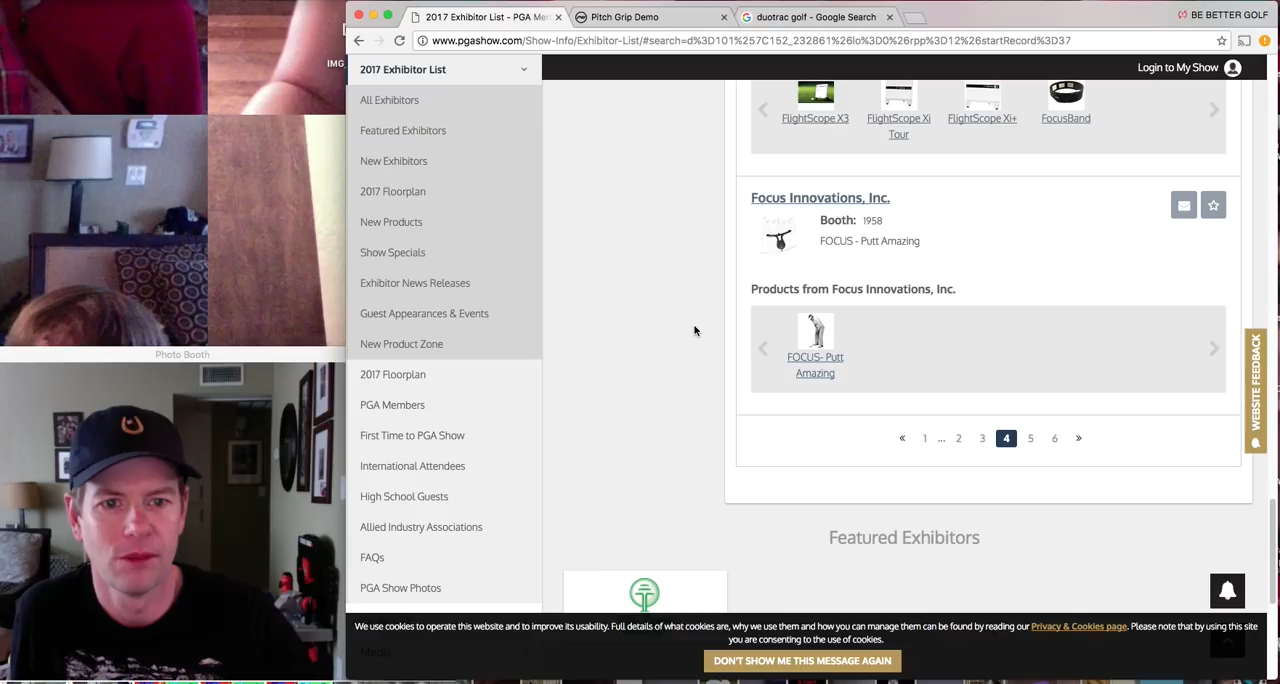 2017 Exhibitor List - PGA Mer
Pitch Grip Demo
duotrac golf - Google Search
BE BETTER GOLF
www.pgashow.com/Show-Info/Exhibitor-List/#search=d%3D101%257C152_232861%26lo%3D0%26rpp%3D12%26startRecord%3D37
IMG_
2017 Exhibitor List
Login to My Show
All Exhibitors
Featured Exhibitors
New Exhibitors
2017 Floorplan
New Products
Show Specials
Exhibitor News Releases
Guest Appearances & Events
New Product Zone
2017 Floorplan
PGA Members
First Time to PGA Show
International Attendees
High School Guests
Allied Industry Associations
FAQs
PGA Show Photos
Media
FlightScope X3
FlightScope Xi
Tour
FlightScope Xi+
FocusBand
Focus Innovations, Inc.
Booth: 1958
FOCUS - Putt Amazing
Products from Focus Innovations, Inc.
FOCUS- Putt
Amazing
« 1 ... 2 3 4 5 6 »
WEBSITE FEEDBACK
Photo Booth
Featured Exhibitors
We use cookies to operate this website and to improve its usability. Full details of what cookies are, why we use them and how you can manage them can be found by reading our Privacy & Cookies page. Please note that by using this site
you are consenting to the use of cookies.
DON'T SHOW ME THIS MESSAGE AGAIN